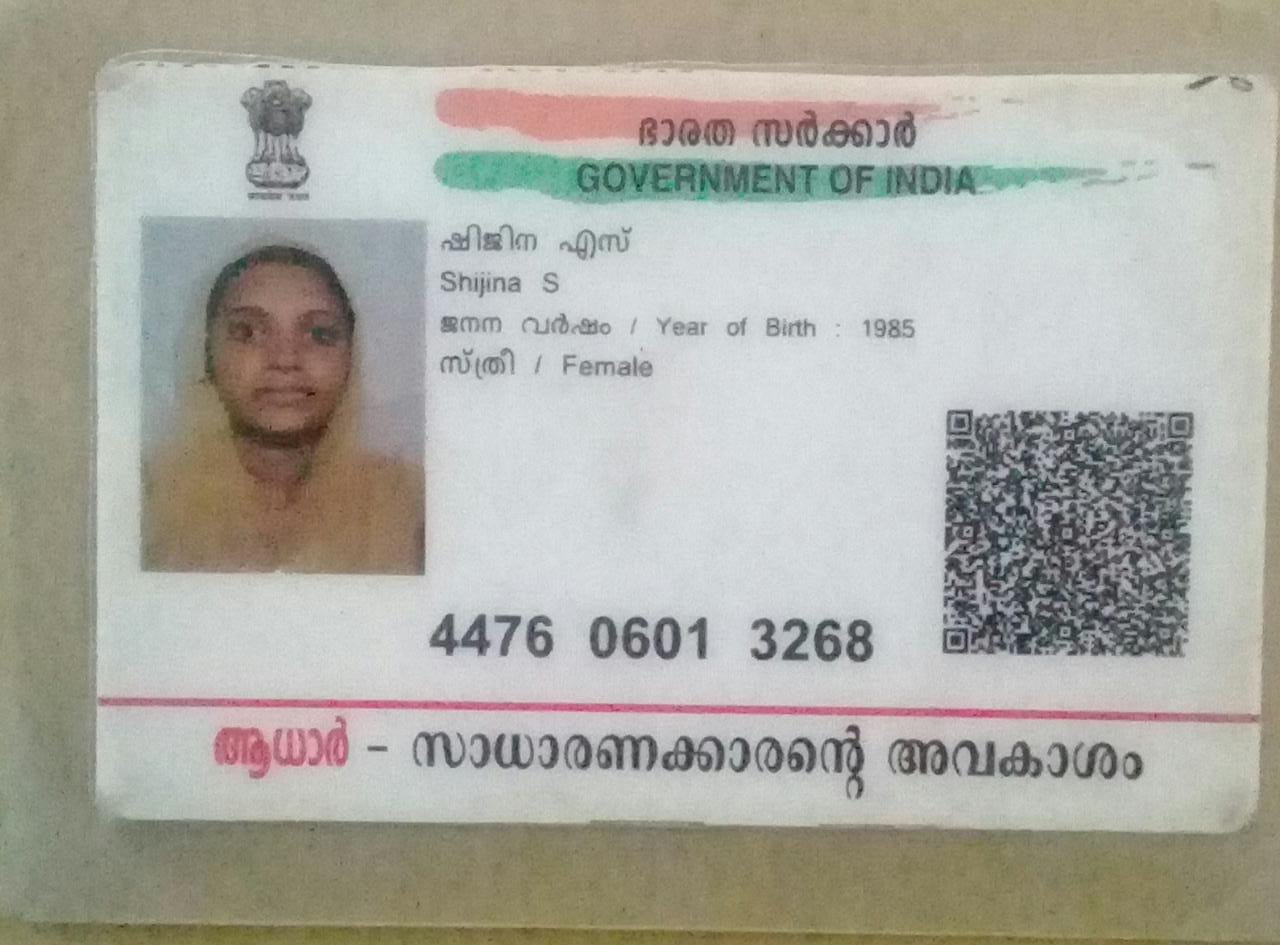 ഭാരത സർക്കാർ
GOVERNMENT OF INDIA
ഷിജിന എസ്
Shijina S
ജനന വർഷം / Year of Birth : 1985
സ്ത്രീ / Female
4476 0601 3268
ആധാർ - സാധാരണക്കാരന്റെ അവകാശം